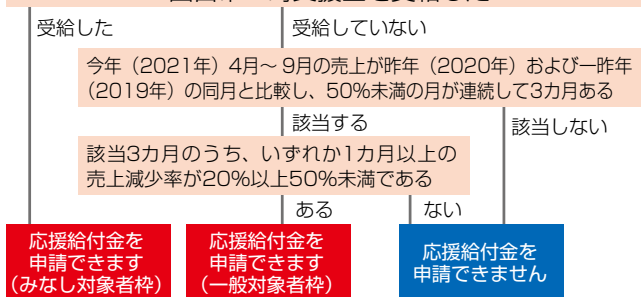 受給した
受給していない
今年（2021年）4月～9月の売上が昨年（2020年）および一昨年
（2019年）の同月と比較し、50%未満の月が連続して3カ月ある
該当する
該当しない
該当3カ月のうち、いずれか1カ月以上の
売上減少率が20%以上50%未満である
ある
ない
応援給付金を
申請できます
（みなし対象者枠）
応援給付金を
申請できます
（一般対象者枠）
応援給付金を
申請できません